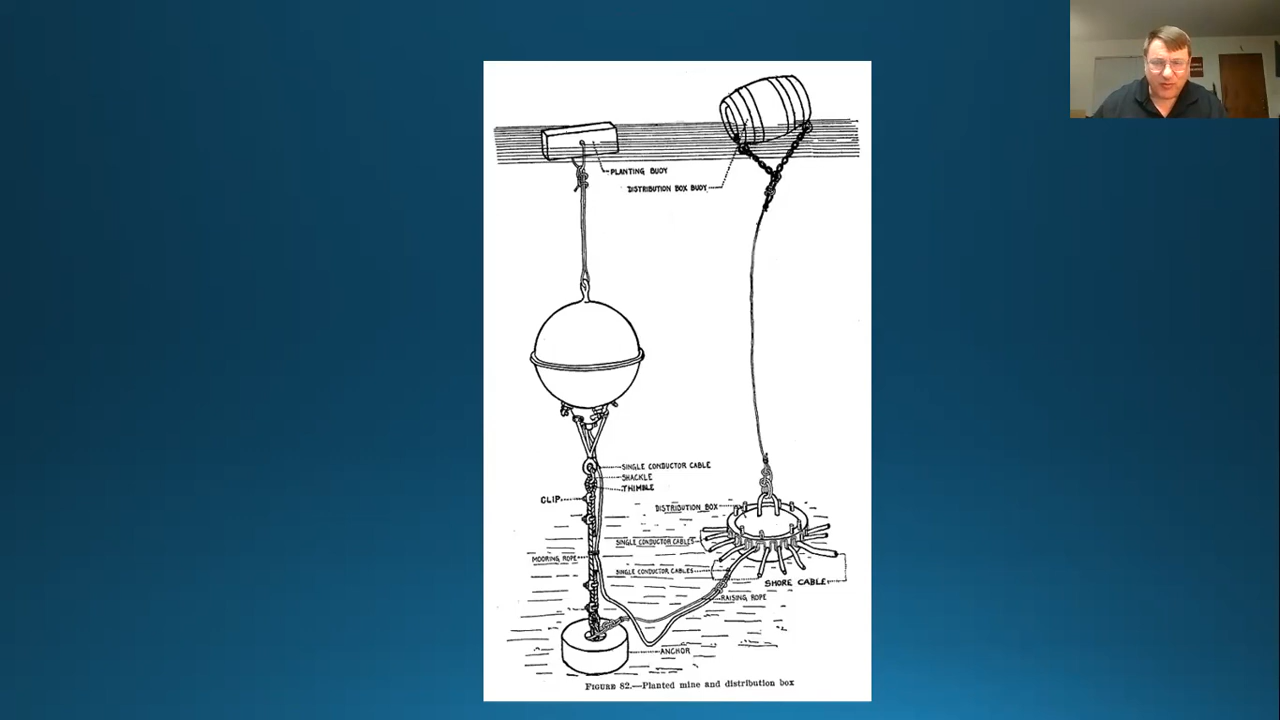 PLANTING BUOY
DISTRIBUTION BOX BUOY
SINGLE CONDUCTOR CABLE
SHACKLE
THIMBLE
CLIP
DISTRIBUTION BOX
SINGLE CONDUCTOR CABLES
MOORING ROPE
SINGLE CONDUCTOR CABLES
SHORE CABLE
RAISING ROPE
ANCHOR
FIGURE 82.—Planted mine and distribution box